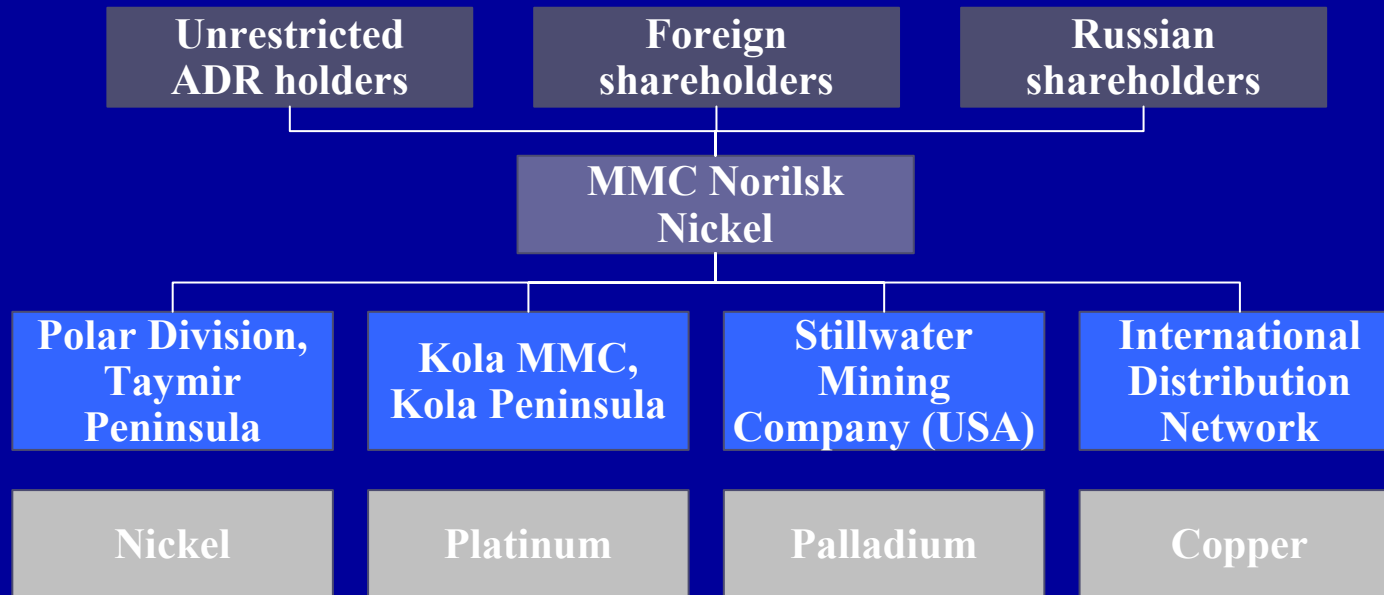 Unrestricted
ADR holders
Foreign
shareholders
Russian
shareholders
MMC Norilsk
Nickel
Polar Division,
Taymir
Peninsula
Kola MMC,
Kola Peninsula
Stillwater
Mining
Company (USA)
International
Distribution
Network
Nickel
Platinum
Palladium
Copper